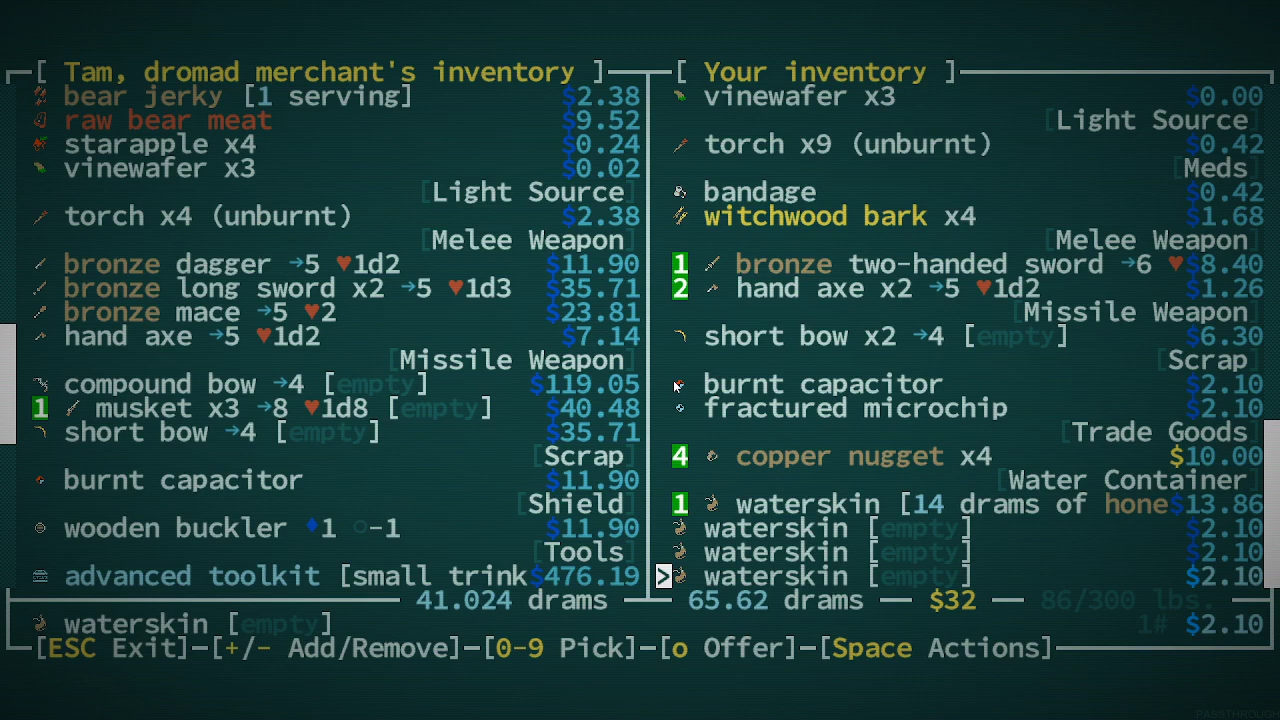 [ Tam, dromad merchant's inventory ]
bear jerky [1 serving] $2.38
raw bear meat $9.52
starapple x4 $0.24
vinewafer x3 $0.02
[Light Source]
torch x4 (unburnt) $2.38
[Melee Weapon]
bronze dagger →5 ♥1d2 $11.90
bronze long sword x2 →5 ♥1d3 $35.71
bronze mace →5 ♥2 $23.81
hand axe →5 ♥1d2 $7.14
[Missile Weapon]
compound bow →4 [empty] $119.05
1 musket x3 →8 ♥1d8 [empty] $40.48
short bow →4 [empty] $35.71
[Scrap]
burnt capacitor $11.90
[Shield]
wooden buckler ♦1 ○-1 $11.90
[Tools]
advanced toolkit [small trink $476.19
41.024 drams
[ Your inventory ]
vinewafer x3 $0.00
[Light Source]
torch x9 (unburnt) $0.42
[Meds]
bandage $0.42
witchwood bark x4 $1.68
[Melee Weapon]
1 bronze two-handed sword →6 ♥$8.40
2 hand axe x2 →5 ♥1d2 $1.26
[Missile Weapon]
short bow x2 →4 [empty] $6.30
[Scrap]
burnt capacitor $2.10
fractured microchip $2.10
[Trade Goods]
4 copper nugget x4 $10.00
[Water Container]
1 waterskin [14 drams of hone$13.86
waterskin [empty] $2.10
waterskin [empty] $2.10
> waterskin [empty] $2.10
65.62 drams — $32 — 86/300 lbs.
waterskin [empty] 1# $2.10
[ESC Exit]-[+/- Add/Remove]-[0-9 Pick]-[o Offer]-[Space Actions]